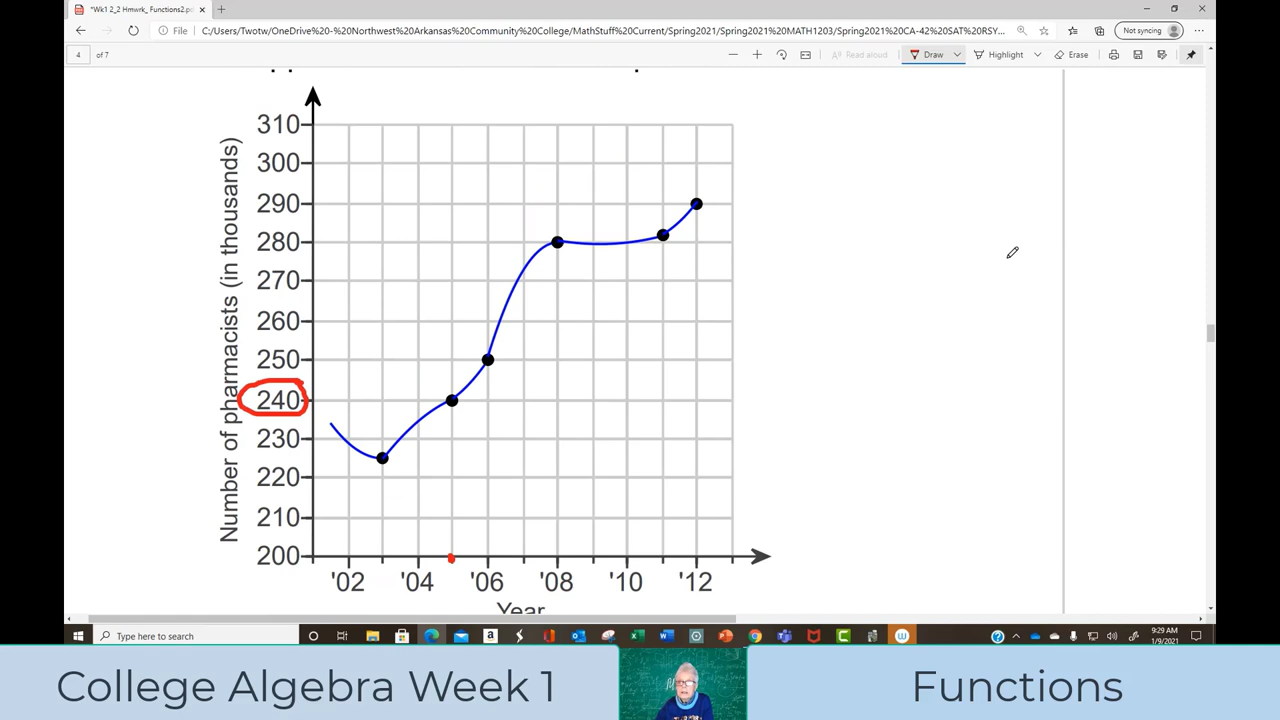 *Wk1 2_2 Hmwrk_ Functions2.pd
File
C:/Users/Twotw/OneDrive%20-%20Northwest%20Arkansas%20Community%20College/MathStuff%20Current/Spring2021/%20MATH1203/Spring2021%20CA-42%20SAT%20RSY...
Not syncing
4 of 7
Read aloud
Draw
Highlight
Erase
310
300
290
280
270
260
250
240
230
220
210
200
Number of pharmacists (in thousands)
'02 '04 '06 '08 '10 '12
Year
Type here to search
9:29 AM
1/9/2021
College Algebra Week 1
Functions